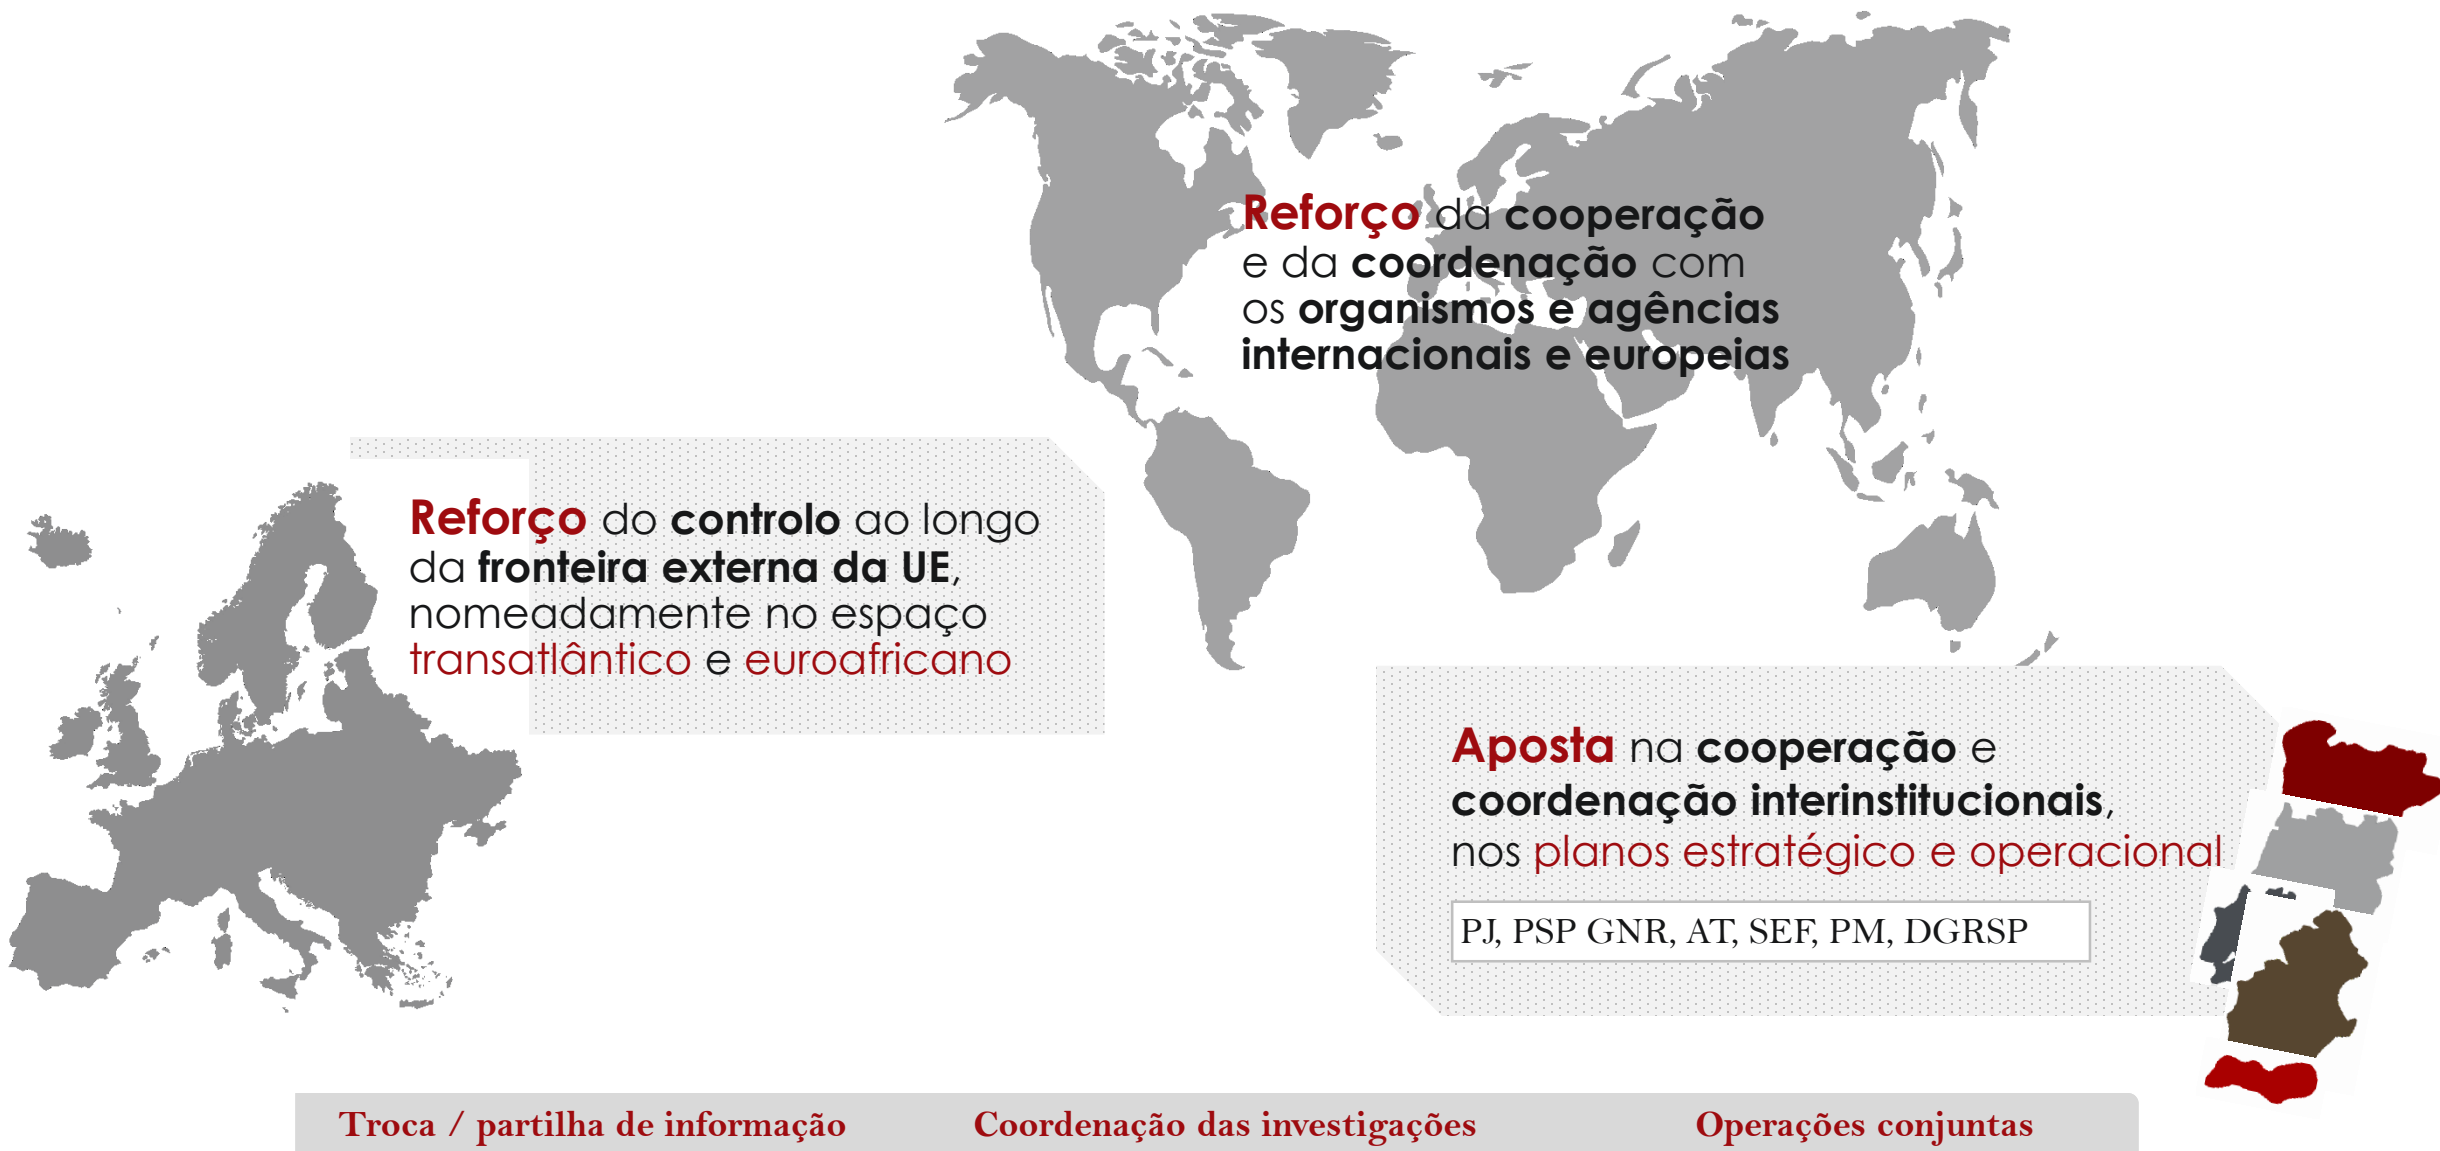 Reforço da cooperação
e da coordenação com
os organismos e agências
internacionais e europeias
Reforço do controlo ao longo
da fronteira externa da UE,
nomeadamente no espaço
transatlântico e euroafricano
Aposta na cooperação e
coordenação interinstitucionais,
nos planos estratégico e operacional
PJ, PSP GNR, AT, SEF, PM, DGRSP
Troca / partilha de informação Coordenação das investigações Operações conjuntas